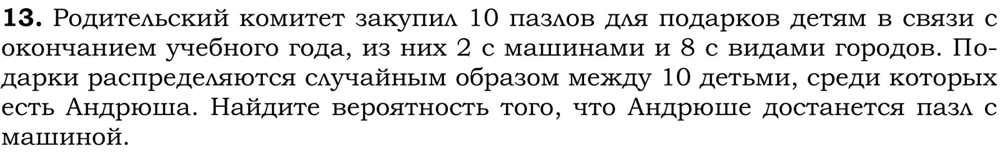 13. Родительский комитет закупил 10 пазлов для подарков детям в связи с
окончанием учебного года, из них 2 с машинами и 8 с видами городов. По-
дарки распределяются случайным образом между 10 детьми, среди которых
есть Андрюша. Найдите вероятность того, что Андрюше достанется пазл с
машиной.